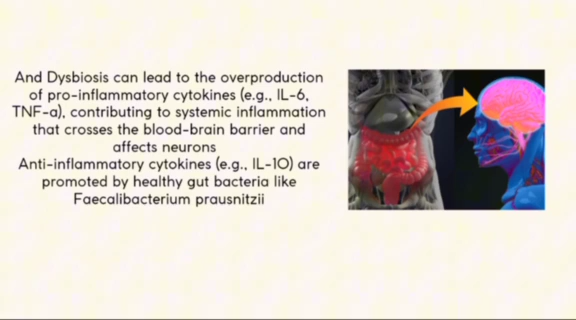 And Dysbiosis can lead to the overproduction
of pro-inflammatory cytokines (e.g., IL-6,
TNF-α), contributing to systemic inflammation
that crosses the blood-brain barrier and
affects neurons
Anti-inflammatory cytokines (e.g., IL-10) are
promoted by healthy gut bacteria like
Faecalibacterium prausnitzii